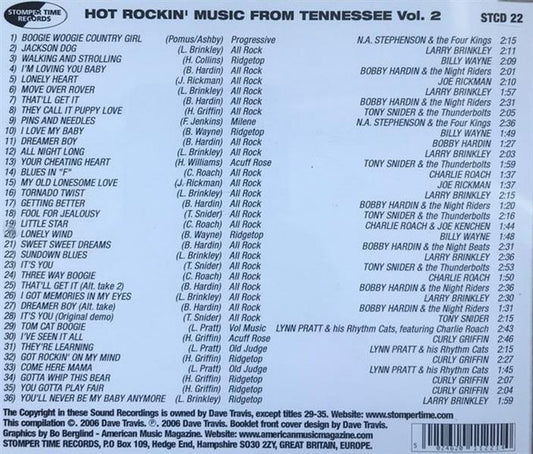 STOMPER TIME
RECORDS
HOT ROCKIN' MUSIC FROM TENNESSEE Vol. 2 STCD 22
1) BOOGIE WOOGIE COUNTRY GIRL (Pomus/Ashby) Progressive N.A. STEPHENSON & the Four Kings 2:15
2) JACKSON DOG (L. Brinkley) All Rock LARRY BRINKLEY 2:11
3) WALKING AND STROLLING (H. Collins) Ridgetop BILLY WAYNE 2:09
4) I'M LOVING YOU BABY (B. Hardin) All Rock BOBBY HARDIN & the Night Riders 2:01
5) LONELY HEART (J. Rickman) All Rock JOE RICKMAN 2:10
6) MOVE OVER ROVER (L. Brinley) All Rock LARRY BRINKLEY 1:57
7) THAT'LL GET IT (B. Hardin) All Rock BOBBY HARDIN & the Night Riders 2:31
8) THEY CALL IT PUPPY LOVE (H. Griffin) All Rock TONY SNIDER & the Thunderbolts 2:05
9) PINS AND NEEDLES (F. Jenkins) Milene N.A. STEPHENSON & the Four Kings 2:36
10) I LOVE MY BABY (B. Wayne) Ridgetop BILLY WAYNE 1:49
11) DREAMER BOY (B. Hardin) All Rock BOBBY HARDIN 1:27
12) ALL NIGHT LONG (L. Brinkley) All Rock LARRY BRINKLEY 2:03
13) YOUR CHEATING HEART (H. Williams) Acuff Rose TONY SNIDER & the Thunderbolts 1:59
14) BLUES IN "F" (C. Roach) All Rock CHARLIE ROACH 1:37
15) MY OLD LONESOME LOVE (J. Rickman) All Rock JOE RICKMAN 1:37
16) TORNADO TWIST (L. Brinkley) All Rock LARRY BRINKLEY 2:15
17) GETTING BETTER (B. Hardin) All Rock BOBBY HARDIN & the Night Riders 1:20
18) FOOL FOR JEALOUSY (T. Snider) All Rock TONY SNIDER & the Thunderbolts 2:16
19) LITTLE STAR (C. Roach) All Rock CHARLIE ROACH & JOE KENCHEN 1:44
20) LONELY WIND (B. Wayne) Ridgetop BILLY WAYNE 1:48
21) SWEET SWEET DREAMS (B. Hardin) All Rock BOBBY HARDIN & the Night Beats 2:31
22) SUNDOWN BLUES (L. Brinkley) All Rock LARRY BRINKLEY 2:36
23) IT'S YOU (T. Snider) All Rock TONY SNIDER & the Thunderbolts 2:53
24) THREE WAY BOOGIE (C. Roach) All Rock CHARLIE ROACH 1:50
25) THAT'LL GET IT (Alt. take 2) (B. Hardin) All Rock BOBBY HARDIN & the Night Riders 2:36
26) I GOT MEMORIES IN MY EYES (L. Brinkley) All Rock LARRY BRINKLEY 2:30
27) DREAMER BOY (Alt. take) (B. Hardin) All Rock BOBBY HARDIN & the Night Riders 1:31
28) IT'S YOU (Original demo) (T. Snider) All Rock TONY SNIDER 2:15
29) TOM CAT BOOGIE (L. Pratt) Vol Music LYNN PRATT & his Rhythm Cats, featuring Charlie Roach 2:43
30) I'VE SEEN IT ALL (H. Griffin) Acuff Rose CURLY GRIFFIN 2:46
31) THEY'RE LEARNING (L. Pratt) Old Judge LYNN PRATT & his Rhythm Cats 2:15
32) GOT ROCKIN' ON MY MIND (H. Griffin) Ridgetop CURLY GRIFFIN 2:27
33) COME HERE MAMA (L. Pratt) Old Judge LYNN PRATT & his Rhythm Cats 1:45
34) GOTTA WHIP THIS BEAR (H. Griffin) Ridgetop CURLY GRIFFIN 2:07
35) YOU GOTTA PLAY FAIR (H. Griffin) Ridgetop CURLY GRIFFIN 2:04
36) YOU'LL NEVER BE MY BABY ANYMORE (L. Brinkley) All Rock LARRY BRINKLEY 1:59
The Copyright in these Sound Recordings is owned by Dave Travis, except titles 29-35. Website: www.stompertime.com
This compilation ©. 2006 Dave Travis. ℗, 2006 Dave Travis. Booklet front cover design by Dave Travis.
Graphics by Bo Berglind - American Music Magazine. Website: www.americanmusicmagazine.com
STOMPER TIME RECORDS, P.O Box 109, Hedge End, Hampshire SO30 2ZY, GREAT BRITAIN, EUROPE.